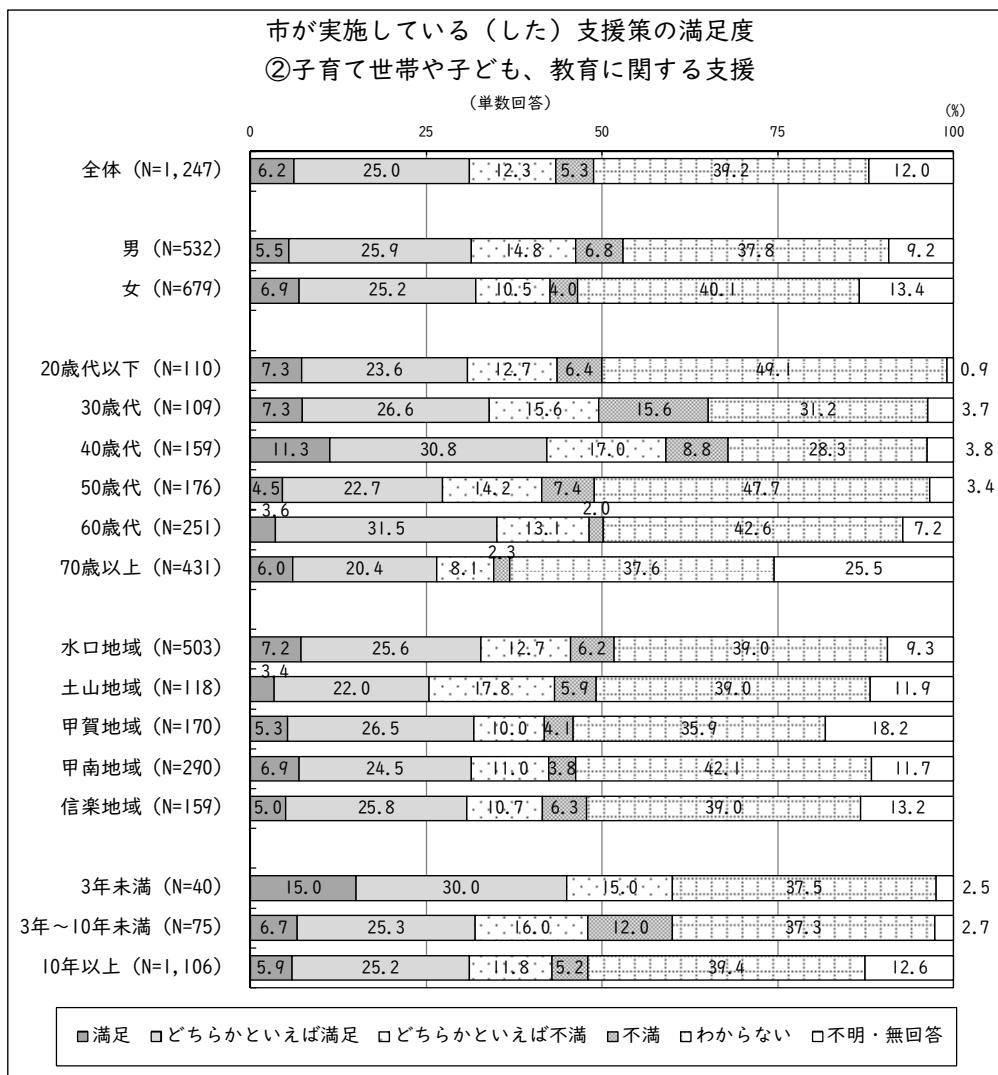 市が実施している（した）支援策の満足度
②子育て世帯や子ども、教育に関する支援
（単数回答）
(%)
0 25 50 75 100
全体 (N=1,247) 6.2 25.0 12.3 5.3 39.2 12.0
男 (N=532) 5.5 25.9 14.8 6.8 37.8 9.2
女 (N=679) 6.9 25.2 10.5 4.0 40.1 13.4
20歳代以下 (N=110) 7.3 23.6 12.7 6.4 49.1 0.9
30歳代 (N=109) 7.3 26.6 15.6 15.6 31.2 3.7
40歳代 (N=159) 11.3 30.8 17.0 8.8 28.3 3.8
50歳代 (N=176) 4.5 22.7 14.2 7.4 47.7 3.4
60歳代 (N=251) 3.6 31.5 13.1 2.0 42.6 7.2
70歳以上 (N=431) 6.0 20.4 8.1 2.3 37.6 25.5
水口地域 (N=503) 7.2 25.6 12.7 6.2 39.0 9.3
土山地域 (N=118) 3.4 22.0 17.8 5.9 39.0 11.9
甲賀地域 (N=170) 5.3 26.5 10.0 4.1 35.9 18.2
甲南地域 (N=290) 6.9 24.5 11.0 3.8 42.1 11.7
信楽地域 (N=159) 5.0 25.8 10.7 6.3 39.0 13.2
3年未満 (N=40) 15.0 30.0 15.0 37.5 2.5
3年～10年未満 (N=75) 6.7 25.3 16.0 12.0 37.3 2.7
10年以上 (N=1,106) 5.9 25.2 11.8 5.2 39.4 12.6
満足 どちらかといえば満足 どちらかといえば不満 不満 わからない 不明・無回答